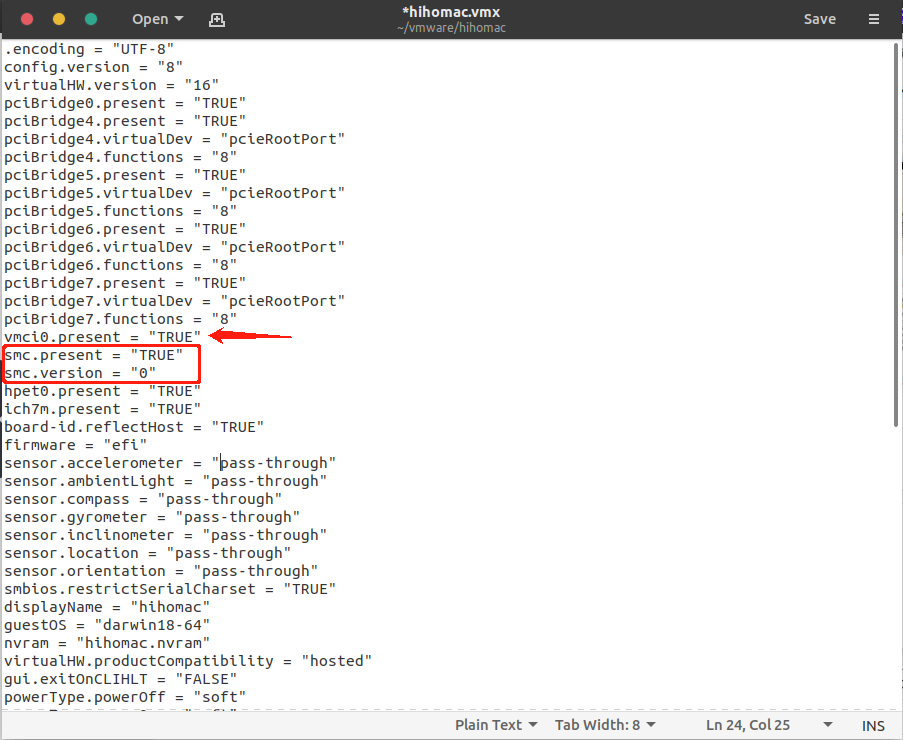 Open
*hihomac.vmx
~/vmware/hihomac
Save
.encoding = "UTF-8"
config.version = "8"
virtualHW.version = "16"
pciBridge0.present = "TRUE"
pciBridge4.present = "TRUE"
pciBridge4.virtualDev = "pcieRootPort"
pciBridge4.functions = "8"
pciBridge5.present = "TRUE"
pciBridge5.virtualDev = "pcieRootPort"
pciBridge5.functions = "8"
pciBridge6.present = "TRUE"
pciBridge6.virtualDev = "pcieRootPort"
pciBridge6.functions = "8"
pciBridge7.present = "TRUE"
pciBridge7.virtualDev = "pcieRootPort"
pciBridge7.functions = "8"
vmci0.present = "TRUE"
smc.present = "TRUE"
smc.version = "0"
hpet0.present = "TRUE"
ich7m.present = "TRUE"
board-id.reflectHost = "TRUE"
firmware = "efi"
sensor.accelerometer = "pass-through"
sensor.ambientLight = "pass-through"
sensor.compass = "pass-through"
sensor.gyrometer = "pass-through"
sensor.inclinometer = "pass-through"
sensor.location = "pass-through"
sensor.orientation = "pass-through"
smbios.restrictSerialCharset = "TRUE"
displayName = "hihomac"
guestOS = "darwin18-64"
nvram = "hihomac.nvram"
virtualHW.productCompatibility = "hosted"
gui.exitOnCLIHLT = "FALSE"
powerType.powerOff = "soft"
Plain Text
Tab Width: 8
Ln 24, Col 25
INS